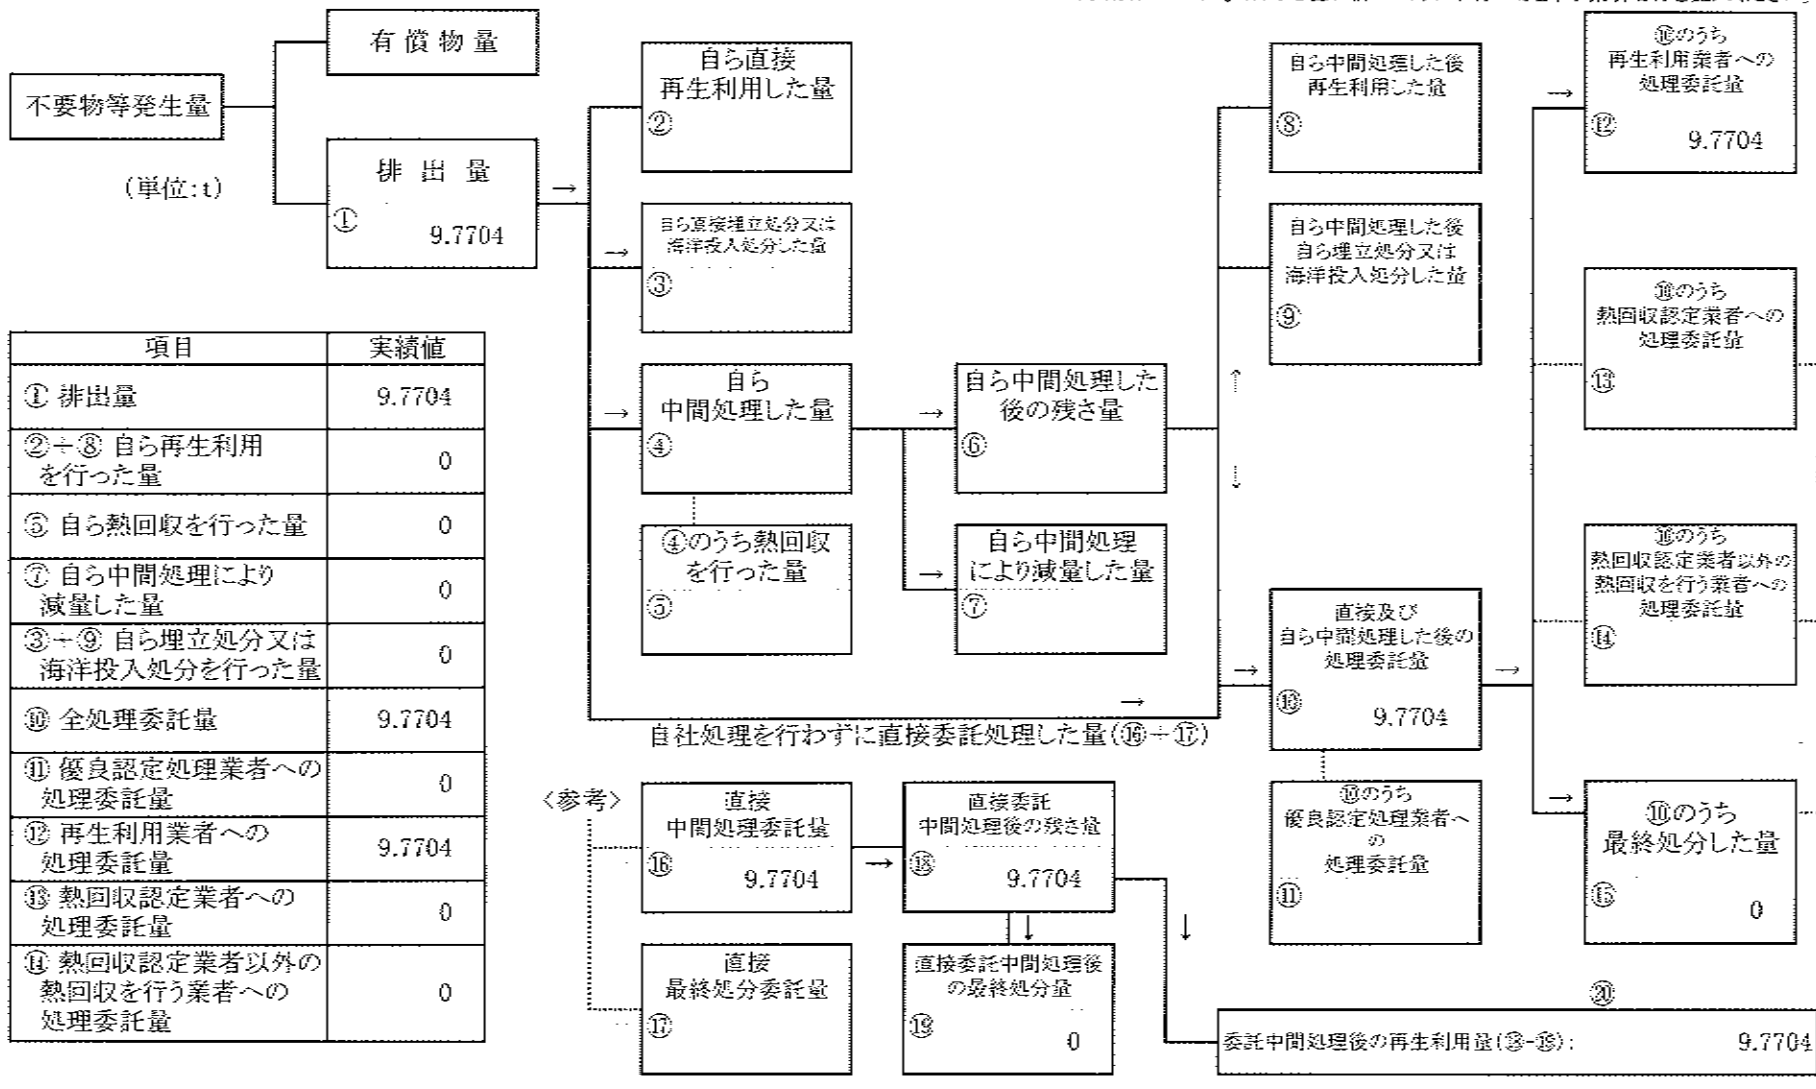 有償物量
不要物等発生量
(単位:t)
排出量
①
9.7704
→
自ら直接
再生利用した量
②
→
自ら直接埋立処分又は
海洋投入処分した量
③
→
自ら
中間処理した量
④
④のうち熱回収
を行った量
⑤
→
自ら中間処理した
後の残さ量
⑥
→
自ら中間処理
により減量した量
⑦
↑
↓
自ら中間処理した後
再生利用した量
⑧
自ら中間処理した後
自ら埋立処分又は
海洋投入処分した量
⑨
→
自社処理を行わずに直接委託処理した量(⑯+⑰)
→
直接及び
自ら中間処理した後の
処理委託量
⑩
9.7704
→
⑩のうち
優良認定処理業者へ
の
処理委託量
⑪
→
⑩のうち
再生利用業者への
処理委託量
⑫
9.7704
⑩のうち
熱回収認定業者への
処理委託量
⑬
⑩のうち
熱回収認定業者以外の
熱回収を行う業者への
処理委託量
⑭
→
⑩のうち
最終処分した量
⑮
0
項目 実績値
① 排出量 9.7704
②+⑧ 自ら再生利用
を行った量 0
⑤ 自ら熱回収を行った量 0
⑦ 自ら中間処理により
減量した量 0
③+⑨ 自ら埋立処分又は
海洋投入処分を行った量 0
⑩ 全処理委託量 9.7704
⑪ 優良認定処理業者への
処理委託量 0
⑫ 再生利用業者への
処理委託量 9.7704
⑬ 熱回収認定業者への
処理委託量 0
⑭ 熱回収認定業者以外の
熱回収を行う業者への
処理委託量 0
〈参考〉
直接
中間処理委託量
⑯
9.7704
→
直接委託
中間処理後の残さ量
⑱
9.7704
↓
↓
直接
最終処分委託量
⑰
直接委託中間処理後
の最終処分量
⑲
0
⑳
委託中間処理後の再生利用量(⑱-⑲): 9.7704